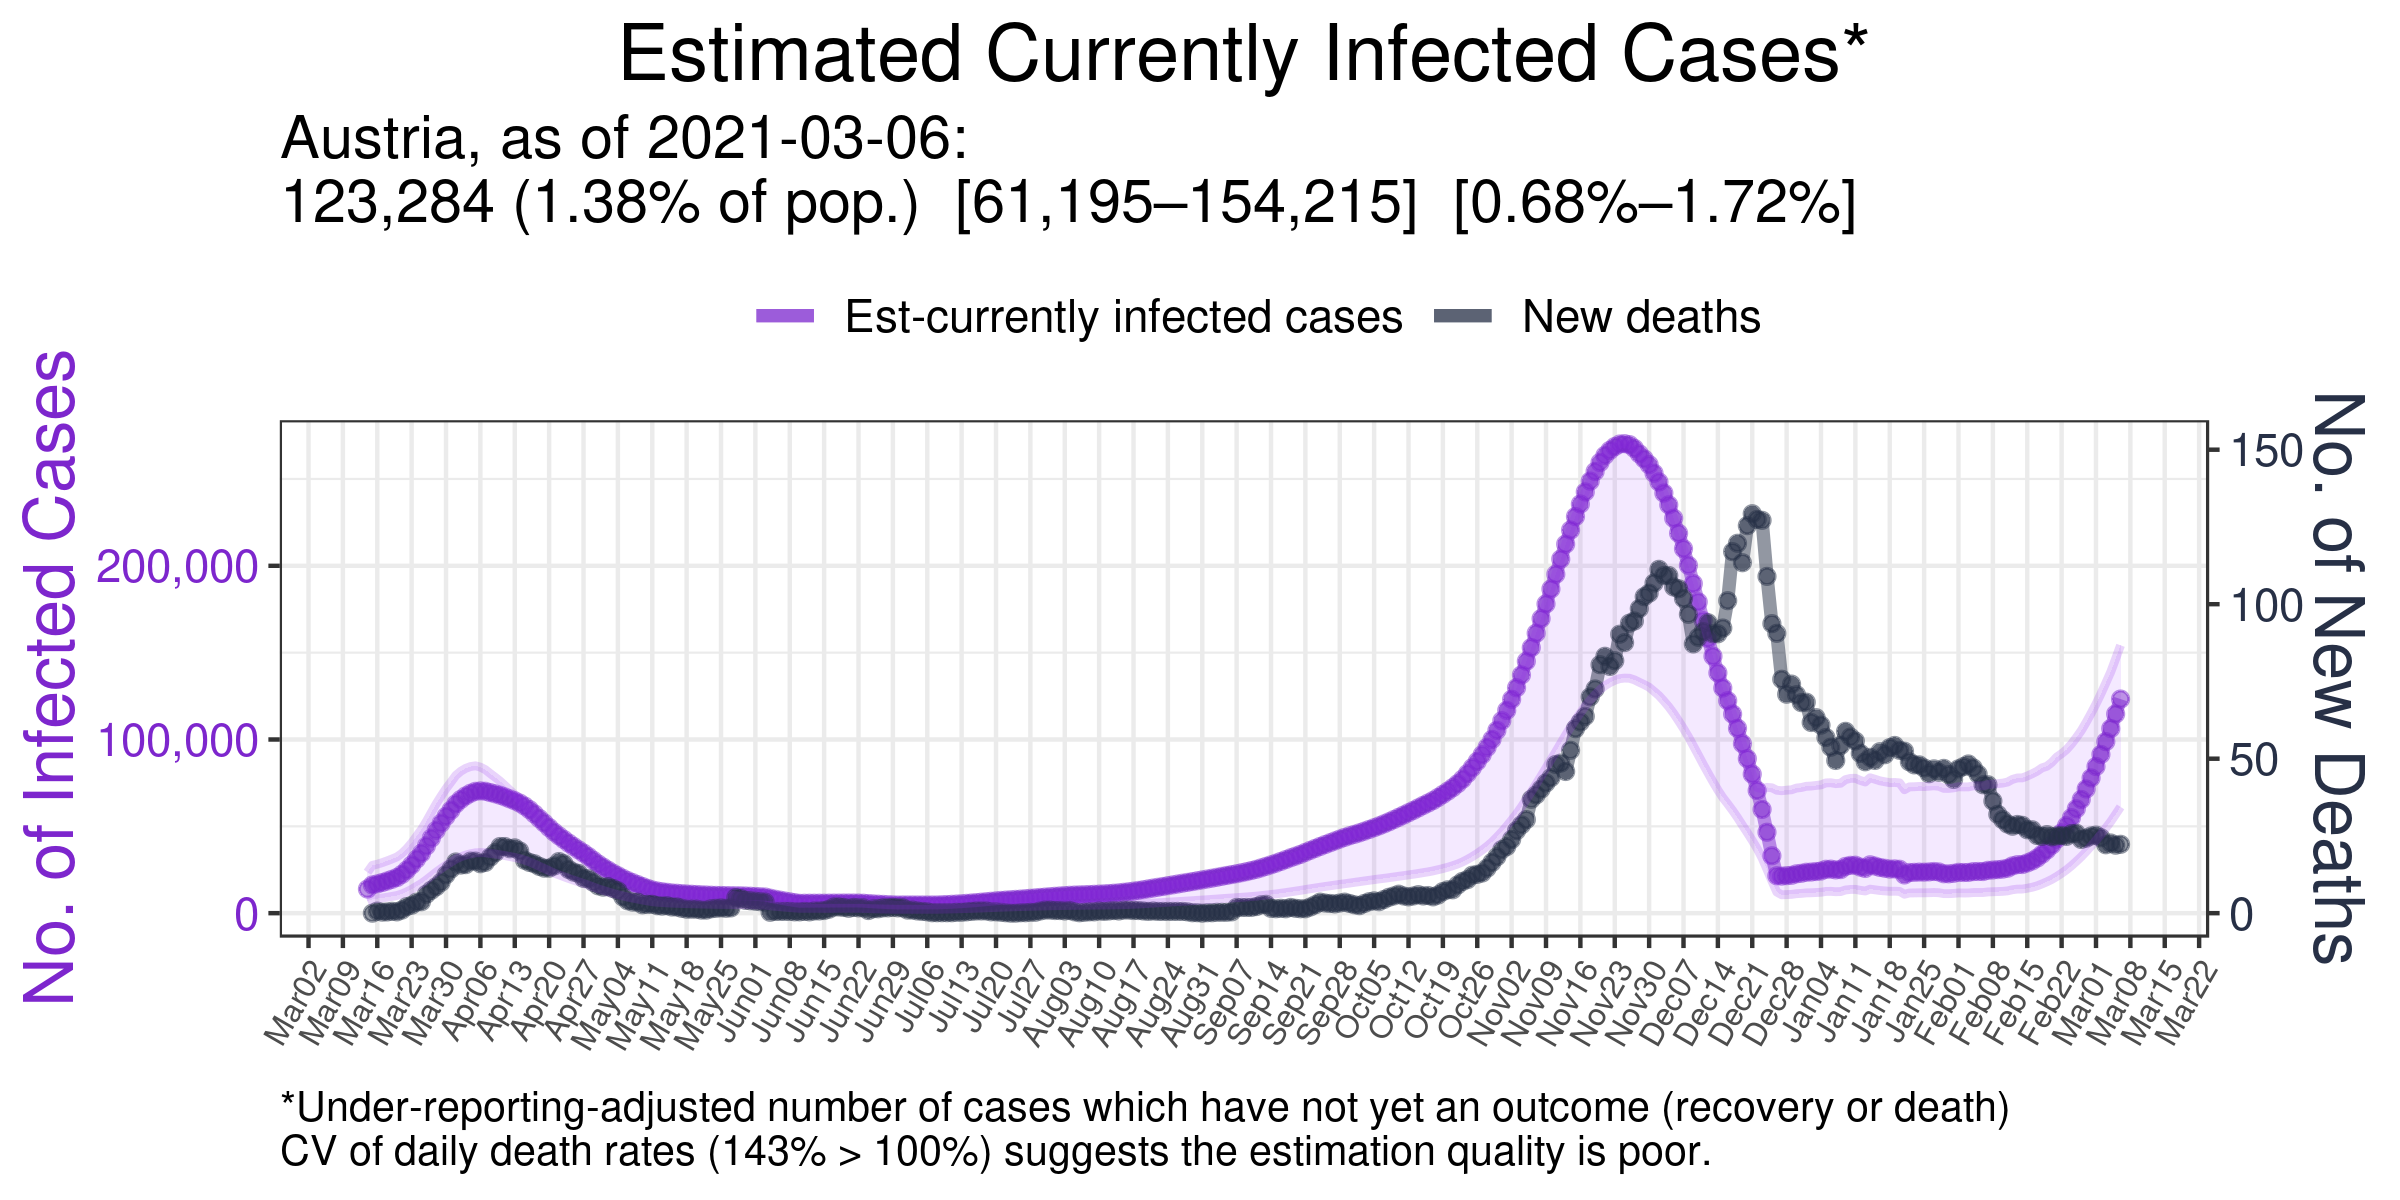 Estimated Currently Infected Cases*
Austria, as of 2021-03-06:
123,284 (1.38% of pop.)  [61,195–154,215]  [0.68%–1.72%]
Est-currently infected cases
New deaths
No. of Infected Cases
200,000
100,000
0
150
100
50
0
No. of New Deaths
Mar02
Mar09
Mar16
Mar23
Mar30
Apr06
Apr13
Apr20
Apr27
May04
May11
May18
May25
Jun01
Jun08
Jun15
Jun22
Jun29
Jul06
Jul13
Jul20
Jul27
Aug03
Aug10
Aug17
Aug24
Aug31
Sep07
Sep14
Sep21
Sep28
Oct05
Oct12
Oct19
Oct26
Nov02
Nov09
Nov16
Nov23
Nov30
Dec07
Dec14
Dec21
Dec28
Jan04
Jan11
Jan18
Jan25
Feb01
Feb08
Feb15
Feb22
Mar01
Mar08
Mar15
Mar22
*Under-reporting-adjusted number of cases which have not yet an outcome (recovery or death)
CV of daily death rates (143% > 100%) suggests the estimation quality is poor.